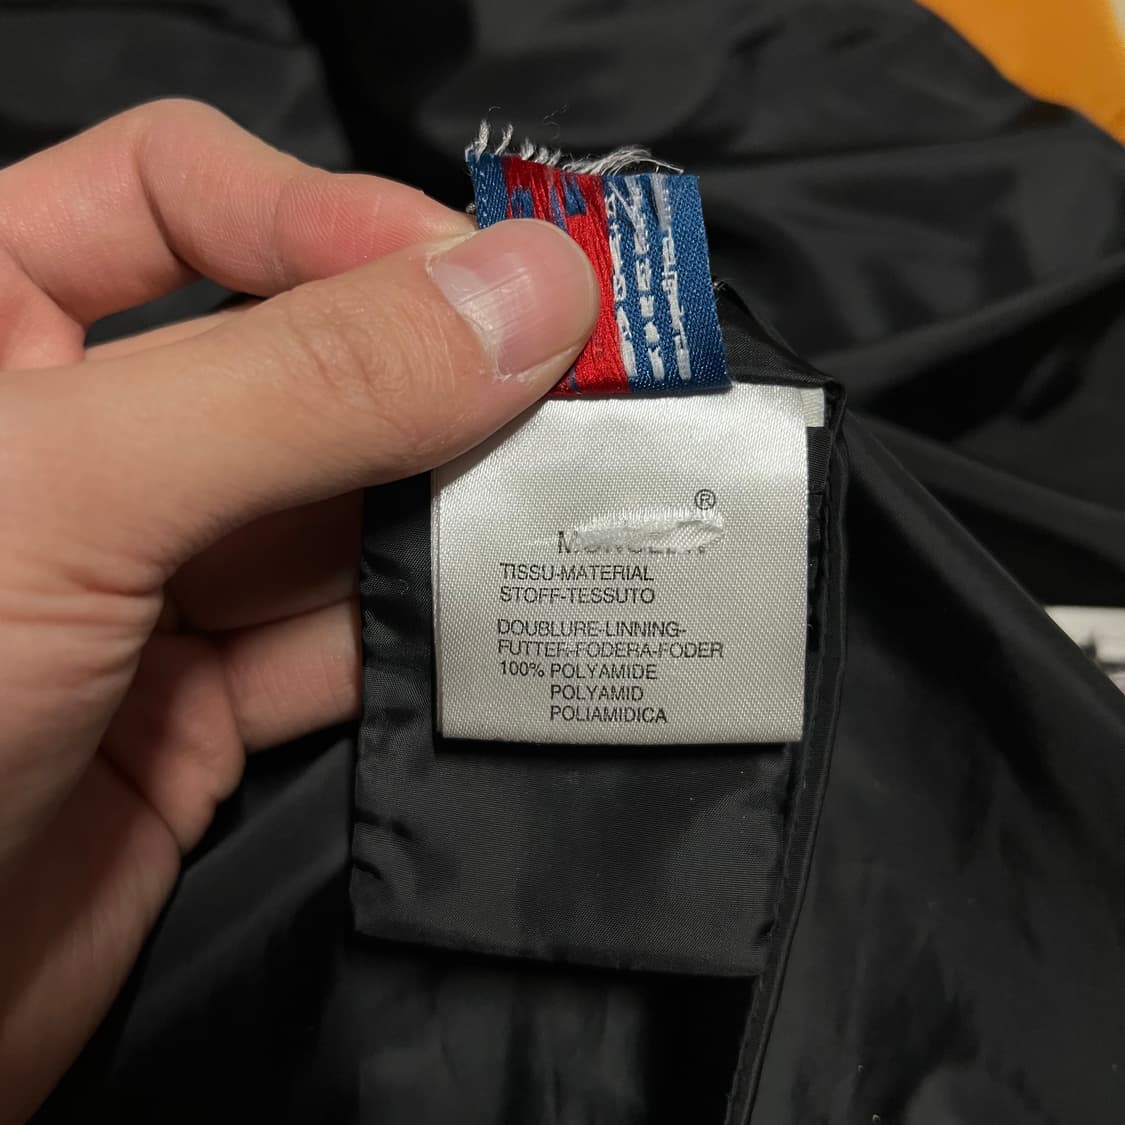 ®
TISSU-MATERIAL
STOFF-TESSUTO
DOUBLURE-LINNING-
FUTTER-FODERA-FODER
100% POLYAMIDE
POLYAMID
POLIAMIDICA